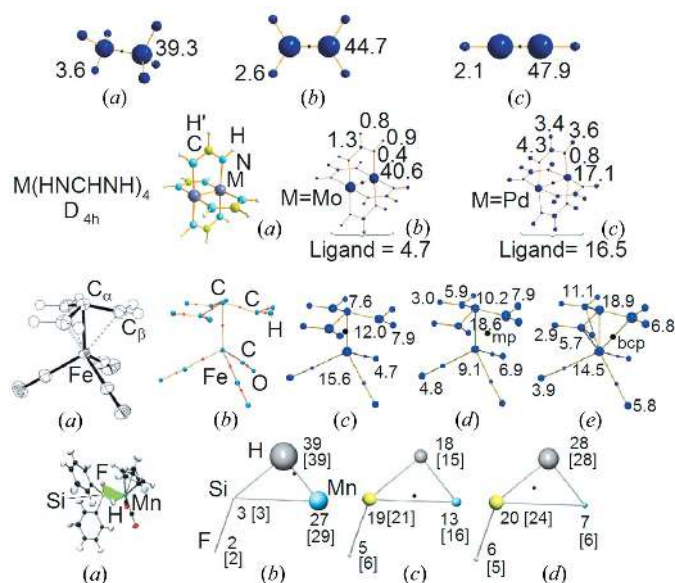 3.6 39.3
(a)
2.6 44.7
(b)
2.1 47.9
(c)
M(HNCHNH)4
D4h
H' H
C N
M
(a)
0.8
1.3 0.9
0.4
40.6
M=Mo
(b)
Ligand = 4.7
3.4 3.6
4.3 0.8
17.1
M=Pd
(c)
Ligand= 16.5
Cα
Cβ
Fe
(a)
C C
H
C
Fe O
(b)
7.6
12.0 7.9
4.7
15.6
(c)
3.0 5.9 10.2 7.9
18.6
mp
9.1 6.9
4.8
(d)
11.1 18.9
2.9 6.8
5.7
bcp
14.5
3.9
5.8
(e)
F
Si Mn
H
(a)
H 39
[39]
Si Mn
3 [3] 27
[29]
F 2
[2]
(b)
18
[15]
19[21] 13
[16]
5
[6]
(c)
28
[28]
20 [24] 7
[6]
6
[5]
(d)